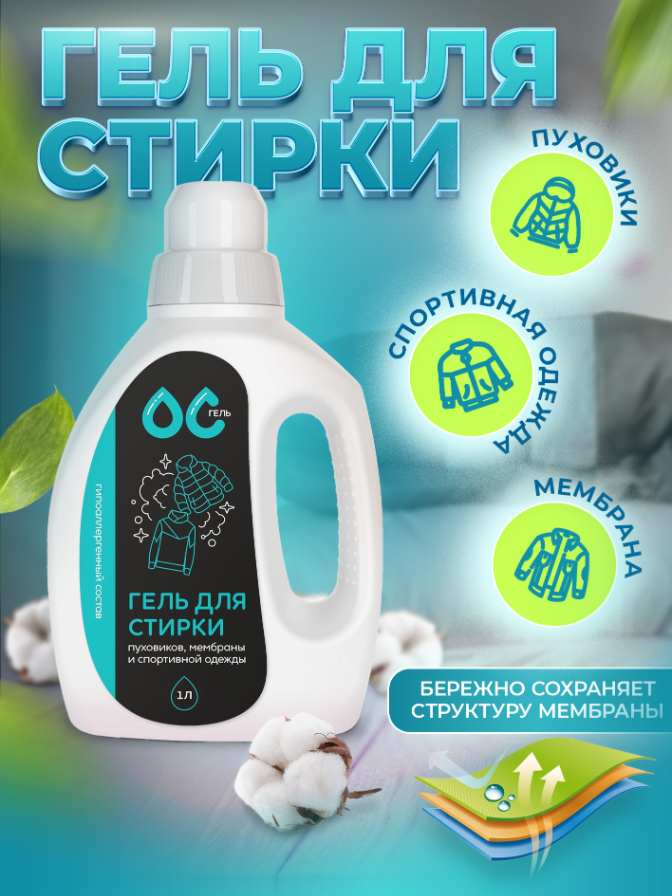 ГЕЛЬ ДЛЯ
СТИРКИ
ПУХОВИКИ
СПОРТИВНАЯ ОДЕЖДА
МЕМБРАНА
ОС
ГЕЛЬ
гипоаллергенный состав
ГЕЛЬ ДЛЯ
СТИРКИ
пуховиков, мембраны
и спортивной одежды
1 Л
БЕРЕЖНО СОХРАНЯЕТ
СТРУКТУРУ МЕМБРАНЫ